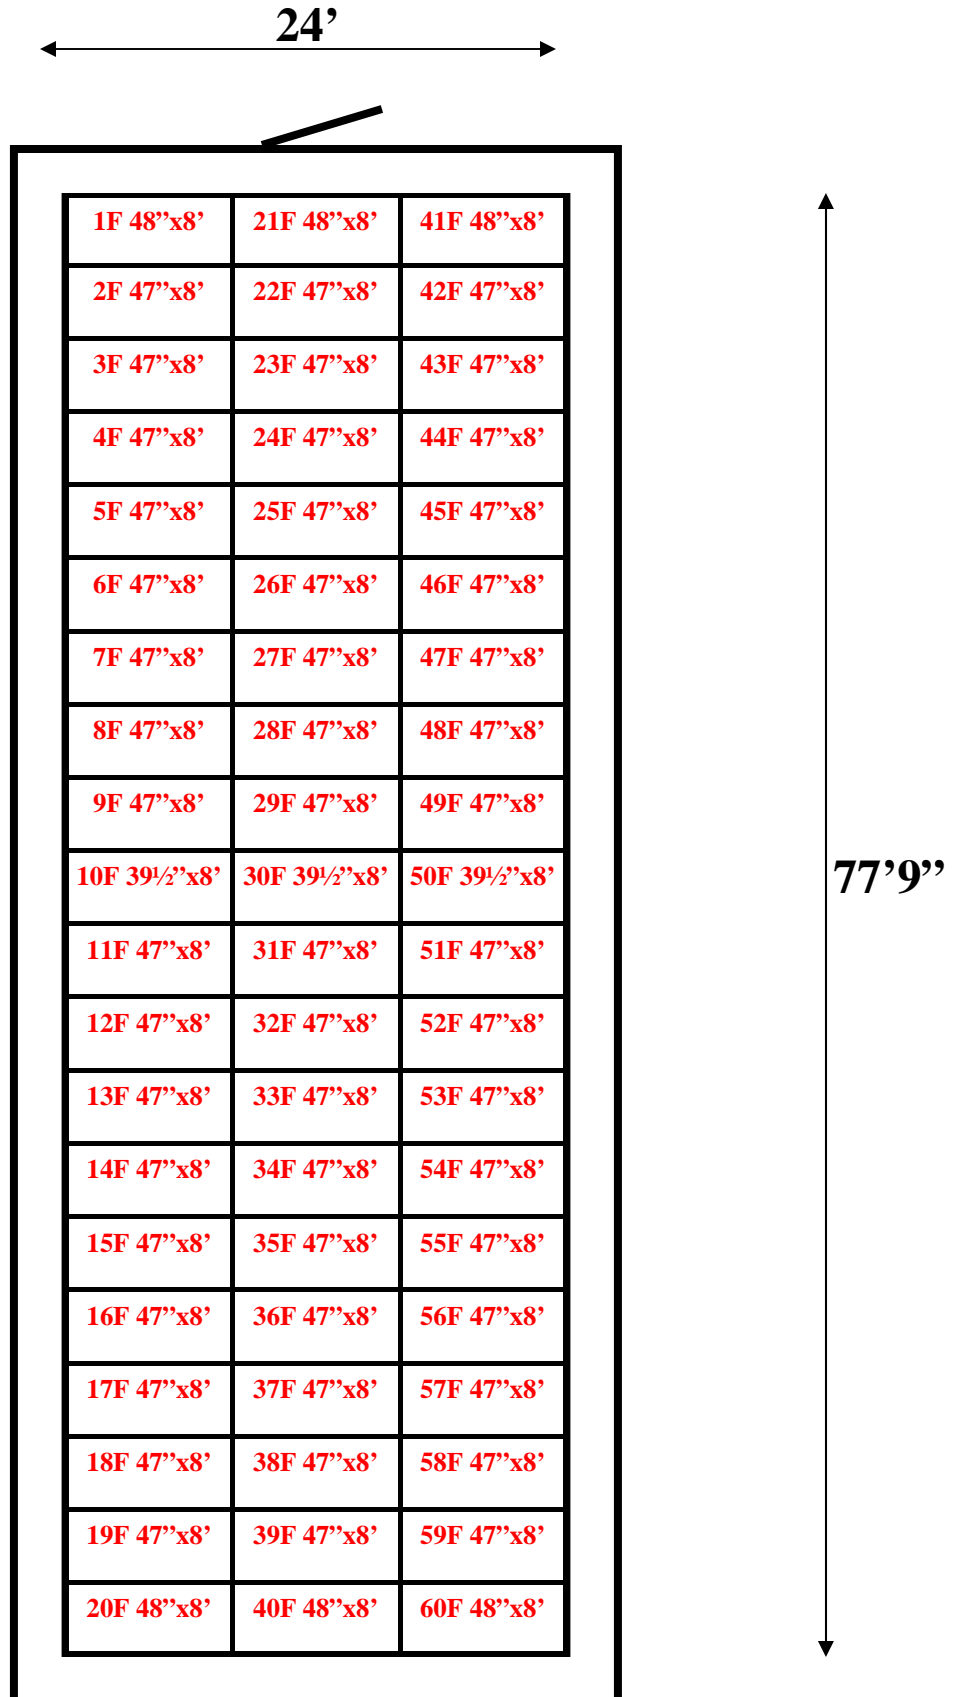 24’
1F 48”x8’ 21F 48”x8’ 41F 48”x8’
2F 47”x8’ 22F 47”x8’ 42F 47”x8’
3F 47”x8’ 23F 47”x8’ 43F 47”x8’
4F 47”x8’ 24F 47”x8’ 44F 47”x8’
5F 47”x8’ 25F 47”x8’ 45F 47”x8’
6F 47”x8’ 26F 47”x8’ 46F 47”x8’
7F 47”x8’ 27F 47”x8’ 47F 47”x8’
8F 47”x8’ 28F 47”x8’ 48F 47”x8’
9F 47”x8’ 29F 47”x8’ 49F 47”x8’
10F 39½”x8’ 30F 39½”x8’ 50F 39½”x8’
77’9”
11F 47”x8’ 31F 47”x8’ 51F 47”x8’
12F 47”x8’ 32F 47”x8’ 52F 47”x8’
13F 47”x8’ 33F 47”x8’ 53F 47”x8’
14F 47”x8’ 34F 47”x8’ 54F 47”x8’
15F 47”x8’ 35F 47”x8’ 55F 47”x8’
16F 47”x8’ 36F 47”x8’ 56F 47”x8’
17F 47”x8’ 37F 47”x8’ 57F 47”x8’
18F 47”x8’ 38F 47”x8’ 58F 47”x8’
19F 47”x8’ 39F 47”x8’ 59F 47”x8’
20F 48”x8’ 40F 48”x8’ 60F 48”x8’